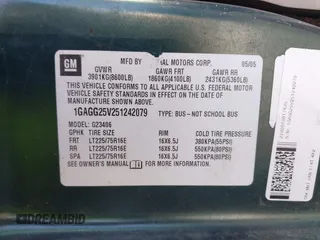 GM
AL MOTORS CORP. 05/05
GVWR GAWR FRT GAWR RR
3901KG(8600LB) 1860KG(4100LB) 2431KG(5360LB)
THIS VEHICLE CONFORMS TO ALL APPLICABLE U.S. FEDERAL MOTOR
VEHICLE SAFETY STANDARDS IN EFFECT ON THE DATE OF
MANUFACTURE SHOWN ABOVE.
1GAGG25V251242079 TYPE: BUS – NOT SCHOOL BUS
MODEL: G23406
GPHK TIRE SIZE RIM COLD TIRE PRESSURE
FRT LT225/75R16E 16X6.5J 380KPA(55PSI)
RR LT225/75R16E 16X6.5J 550KPA(80PSI)
SPA LT225/75R16E 16X6.5J 550KPA(80PSI)
SEE OWNER'S MANUAL FOR ADDITIONAL INFORMATION.
DREAMBID